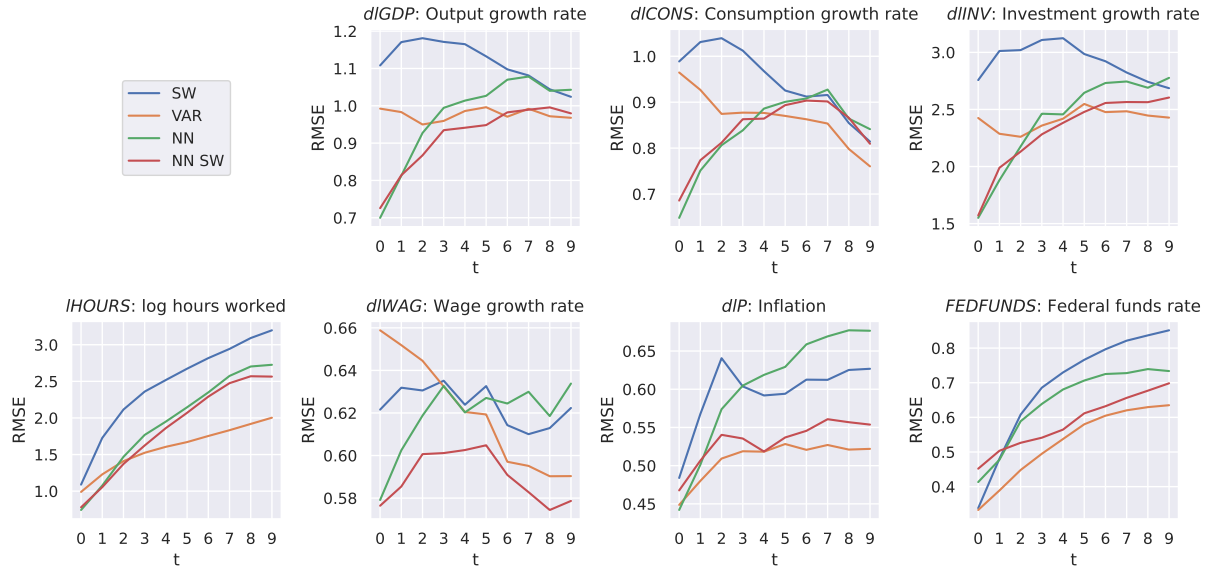 SW
VAR
NN
NN SW
dlGDP: Output growth rate
1.2
1.1
1.0
0.9
0.8
0.7
RMSE
0 1 2 3 4 5 6 7 8 9
t
dlCONS: Consumption growth rate
1.0
0.9
0.8
0.7
RMSE
0 1 2 3 4 5 6 7 8 9
t
dlINV: Investment growth rate
3.0
2.5
2.0
1.5
RMSE
0 1 2 3 4 5 6 7 8 9
t
lHOURS: log hours worked
3.0
2.5
2.0
1.5
1.0
RMSE
0 1 2 3 4 5 6 7 8 9
t
dlWAG: Wage growth rate
0.66
0.64
0.62
0.60
0.58
RMSE
0 1 2 3 4 5 6 7 8 9
t
dlP: Inflation
0.65
0.60
0.55
0.50
0.45
RMSE
0 1 2 3 4 5 6 7 8 9
t
FEDFUNDS: Federal funds rate
0.8
0.7
0.6
0.5
0.4
RMSE
0 1 2 3 4 5 6 7 8 9
t